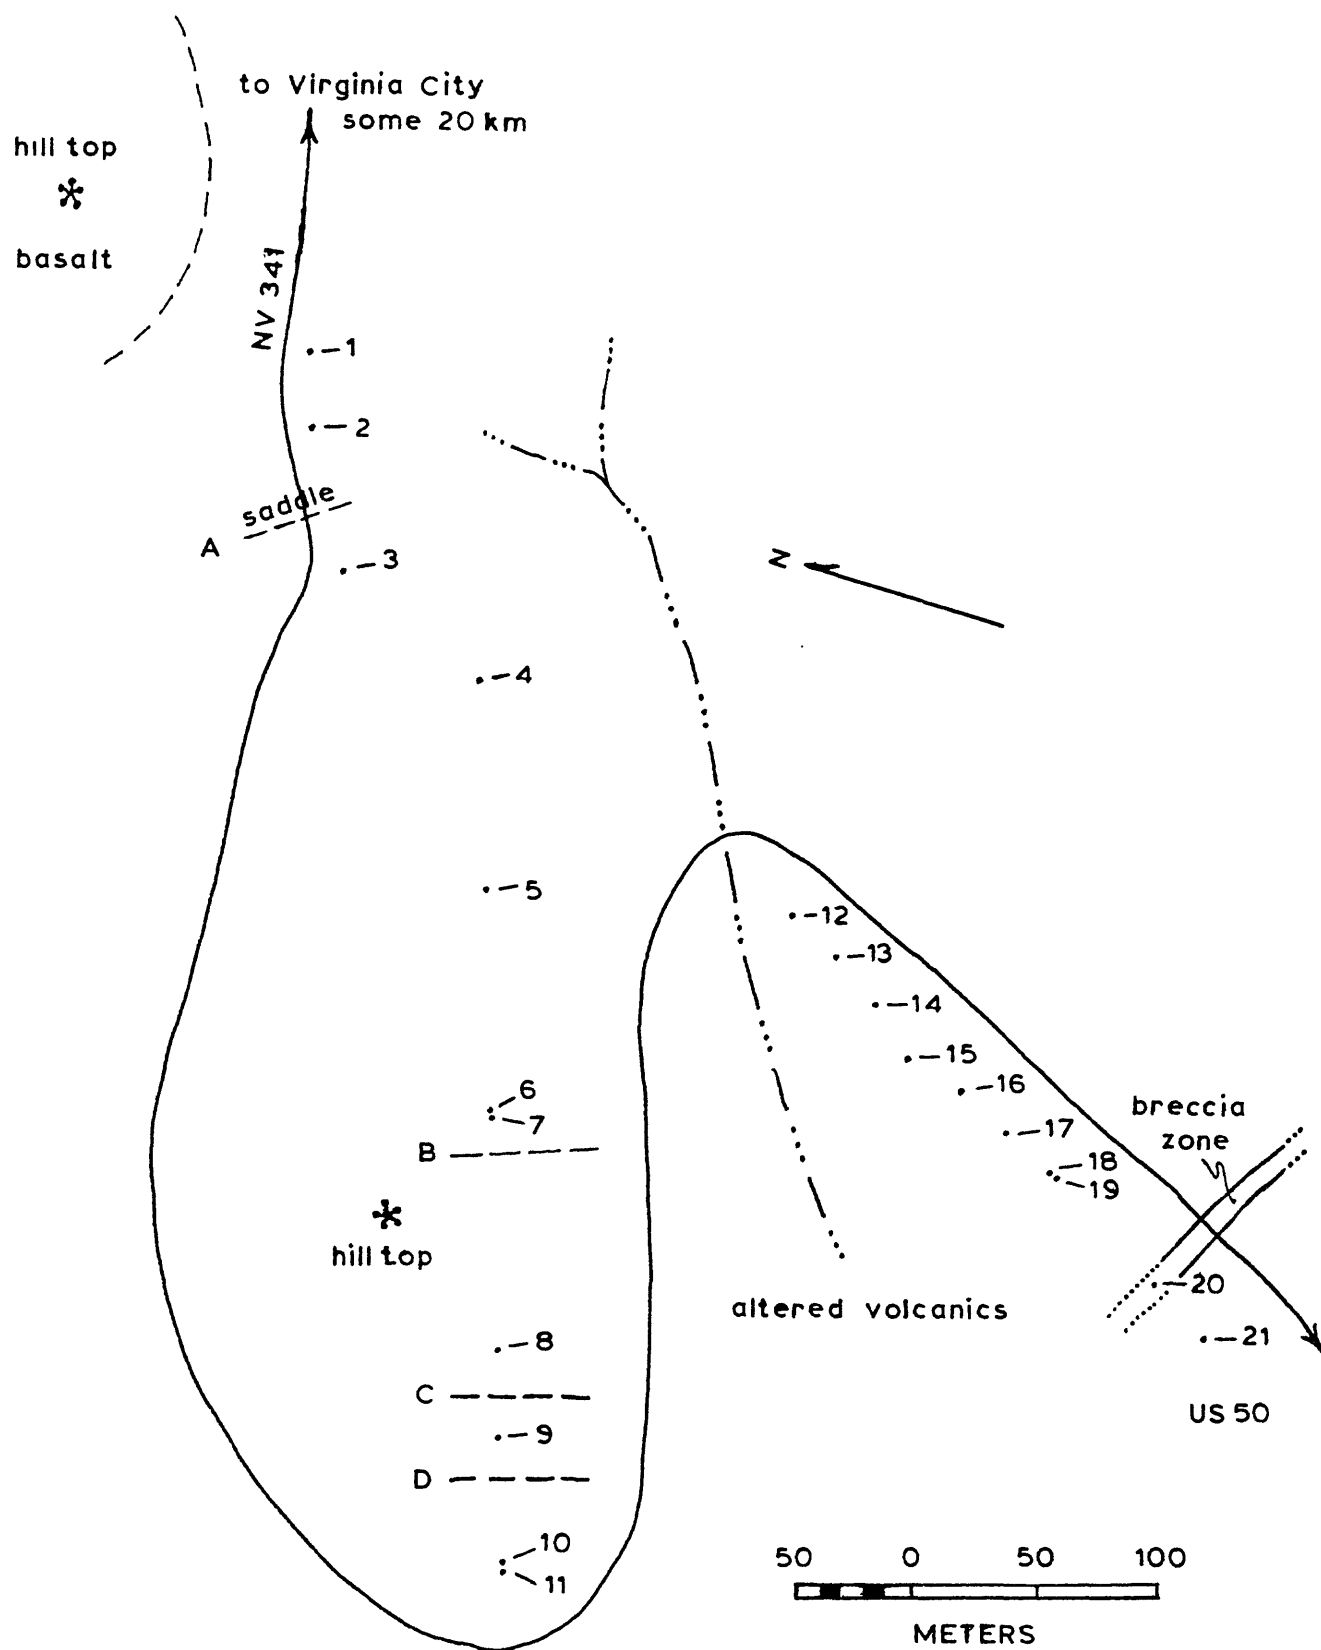 to Virginia City
some 20 km
hill top
basalt
NV 341
1
2
saddle
A
3
N
4
5
12
13
14
15
16
6
7
B
17
breccia
zone
18
19
hill top
20
altered volcanics
21
8
C
US 50
9
D
10
11
50 0 50 100
METERS